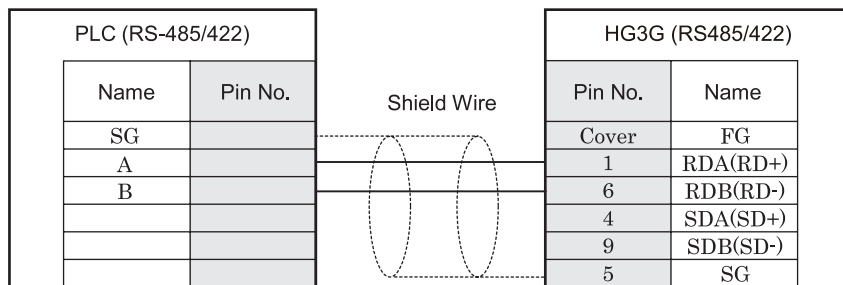 PLC (RS-485/422) HG3G (RS485/422)
Name Pin No. Shield Wire Pin No. Name
SG Cover FG
A 1 RDA(RD+)
B 6 RDB(RD-)
4 SDA(SD+)
9 SDB(SD-)
5 SG